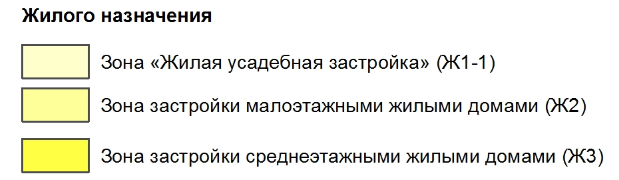 Жилого назначения
Зона «Жилая усадебная застройка» (Ж1-1)
Зона застройки малоэтажными жилыми домами (Ж2)
Зона застройки среднеэтажными жилыми домами (Ж3)